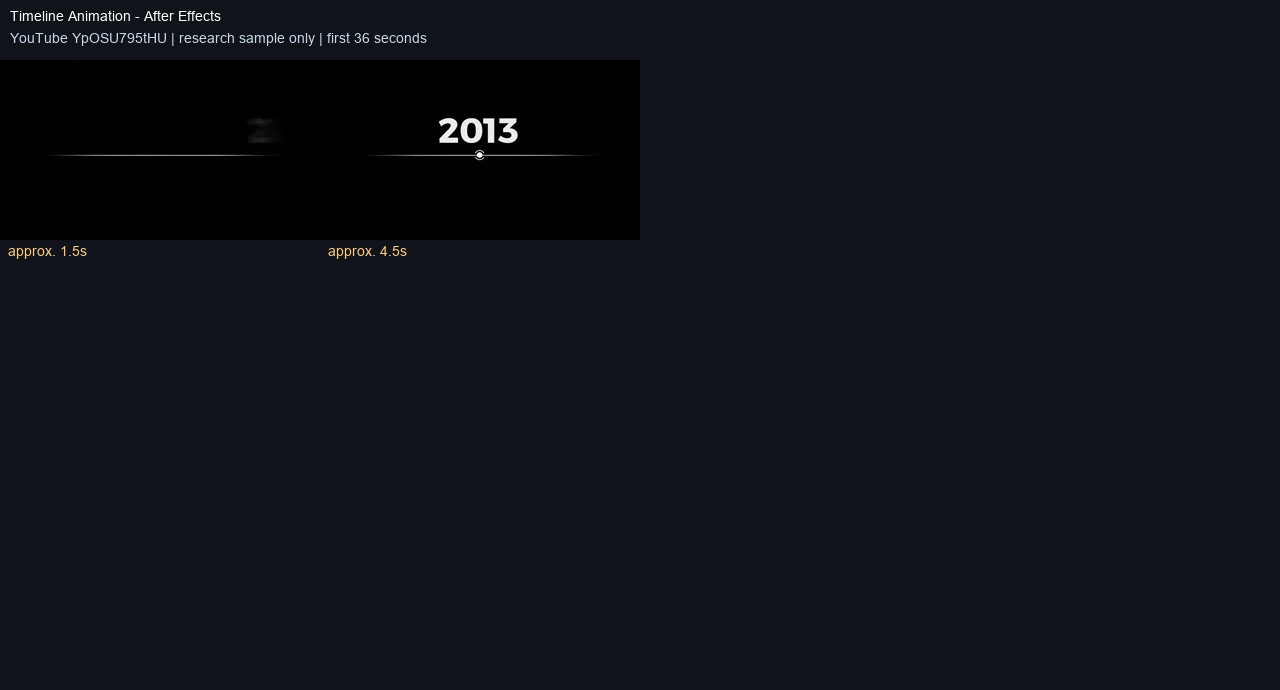 Timeline Animation - After Effects
YouTube YpOSU795tHU | research sample only | first 36 seconds
2013
approx. 1.5s
approx. 4.5s